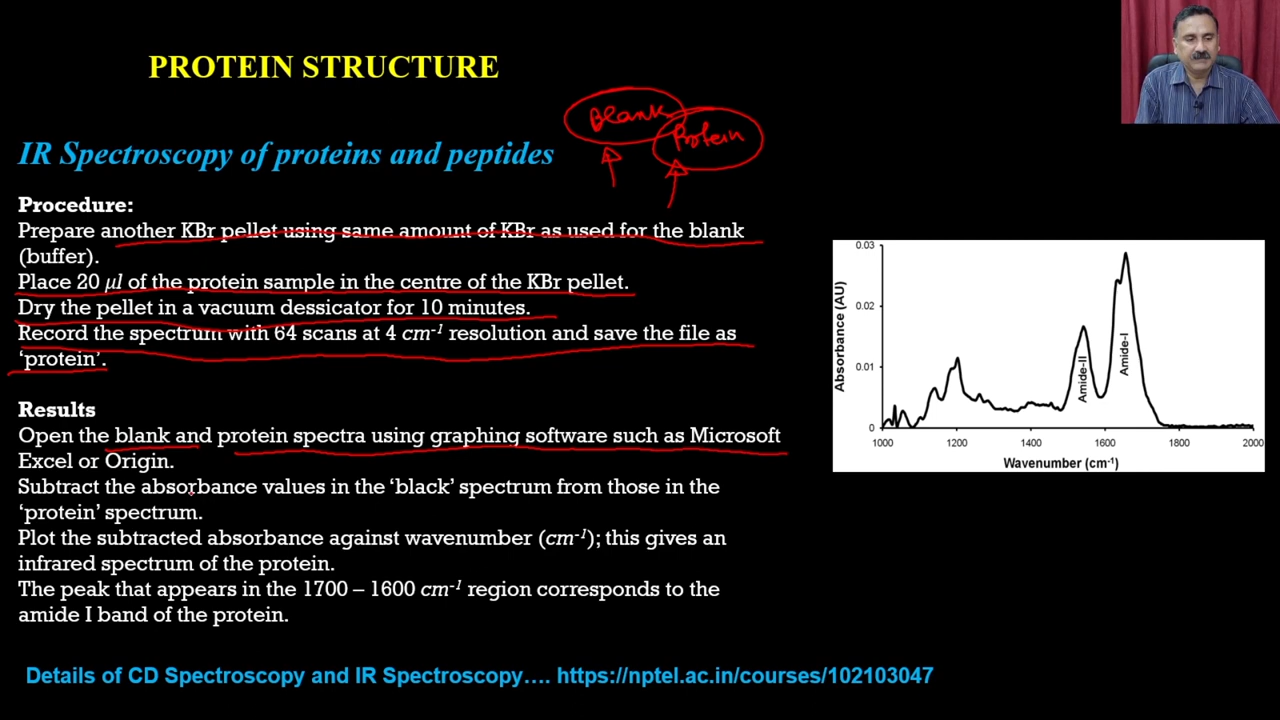 PROTEIN STRUCTURE
Blank
Protein
IR Spectroscopy of proteins and peptides
Procedure:
Prepare another KBr pellet using same amount of KBr as used for the blank
(buffer).
Place 20 μl of the protein sample in the centre of the KBr pellet.
Dry the pellet in a vacuum dessicator for 10 minutes.
Record the spectrum with 64 scans at 4 cm⁻¹ resolution and save the file as
‘protein’.
Results
Open the blank and protein spectra using graphing software such as Microsoft
Excel or Origin.
Subtract the absorbance values in the ‘black’ spectrum from those in the
‘protein’ spectrum.
Plot the subtracted absorbance against wavenumber (cm⁻¹); this gives an
infrared spectrum of the protein.
The peak that appears in the 1700 – 1600 cm⁻¹ region corresponds to the
amide I band of the protein.
Absorbance (AU)
0.03
0.02
0.01
0
Amide-II
Amide-I
1000 1200 1400 1600 1800 2000
Wavenumber (cm⁻¹)
Details of CD Spectroscopy and IR Spectroscopy…. https://nptel.ac.in/courses/102103047